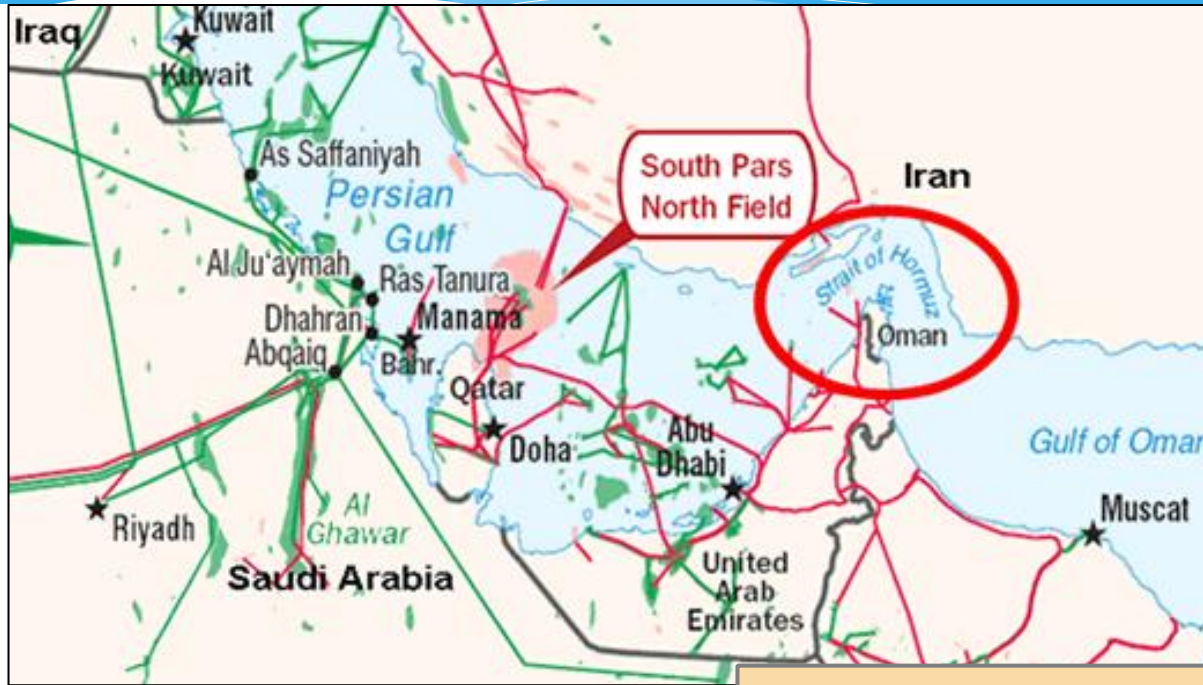 Iraq
Kuwait
Kuwait
As Saffaniyah
Persian
Gulf
South Pars
North Field
Iran
Strait of Hormuz
Al Ju'aymah
Ras Tanura
Dhahran
Manama
Abqaiq
Bahr.
Oman
Qatar
Doha
Abu
Dhabi
Gulf of Oman
Muscat
Riyadh
Al
Ghawar
Saudi Arabia
United
Arab
Emirates